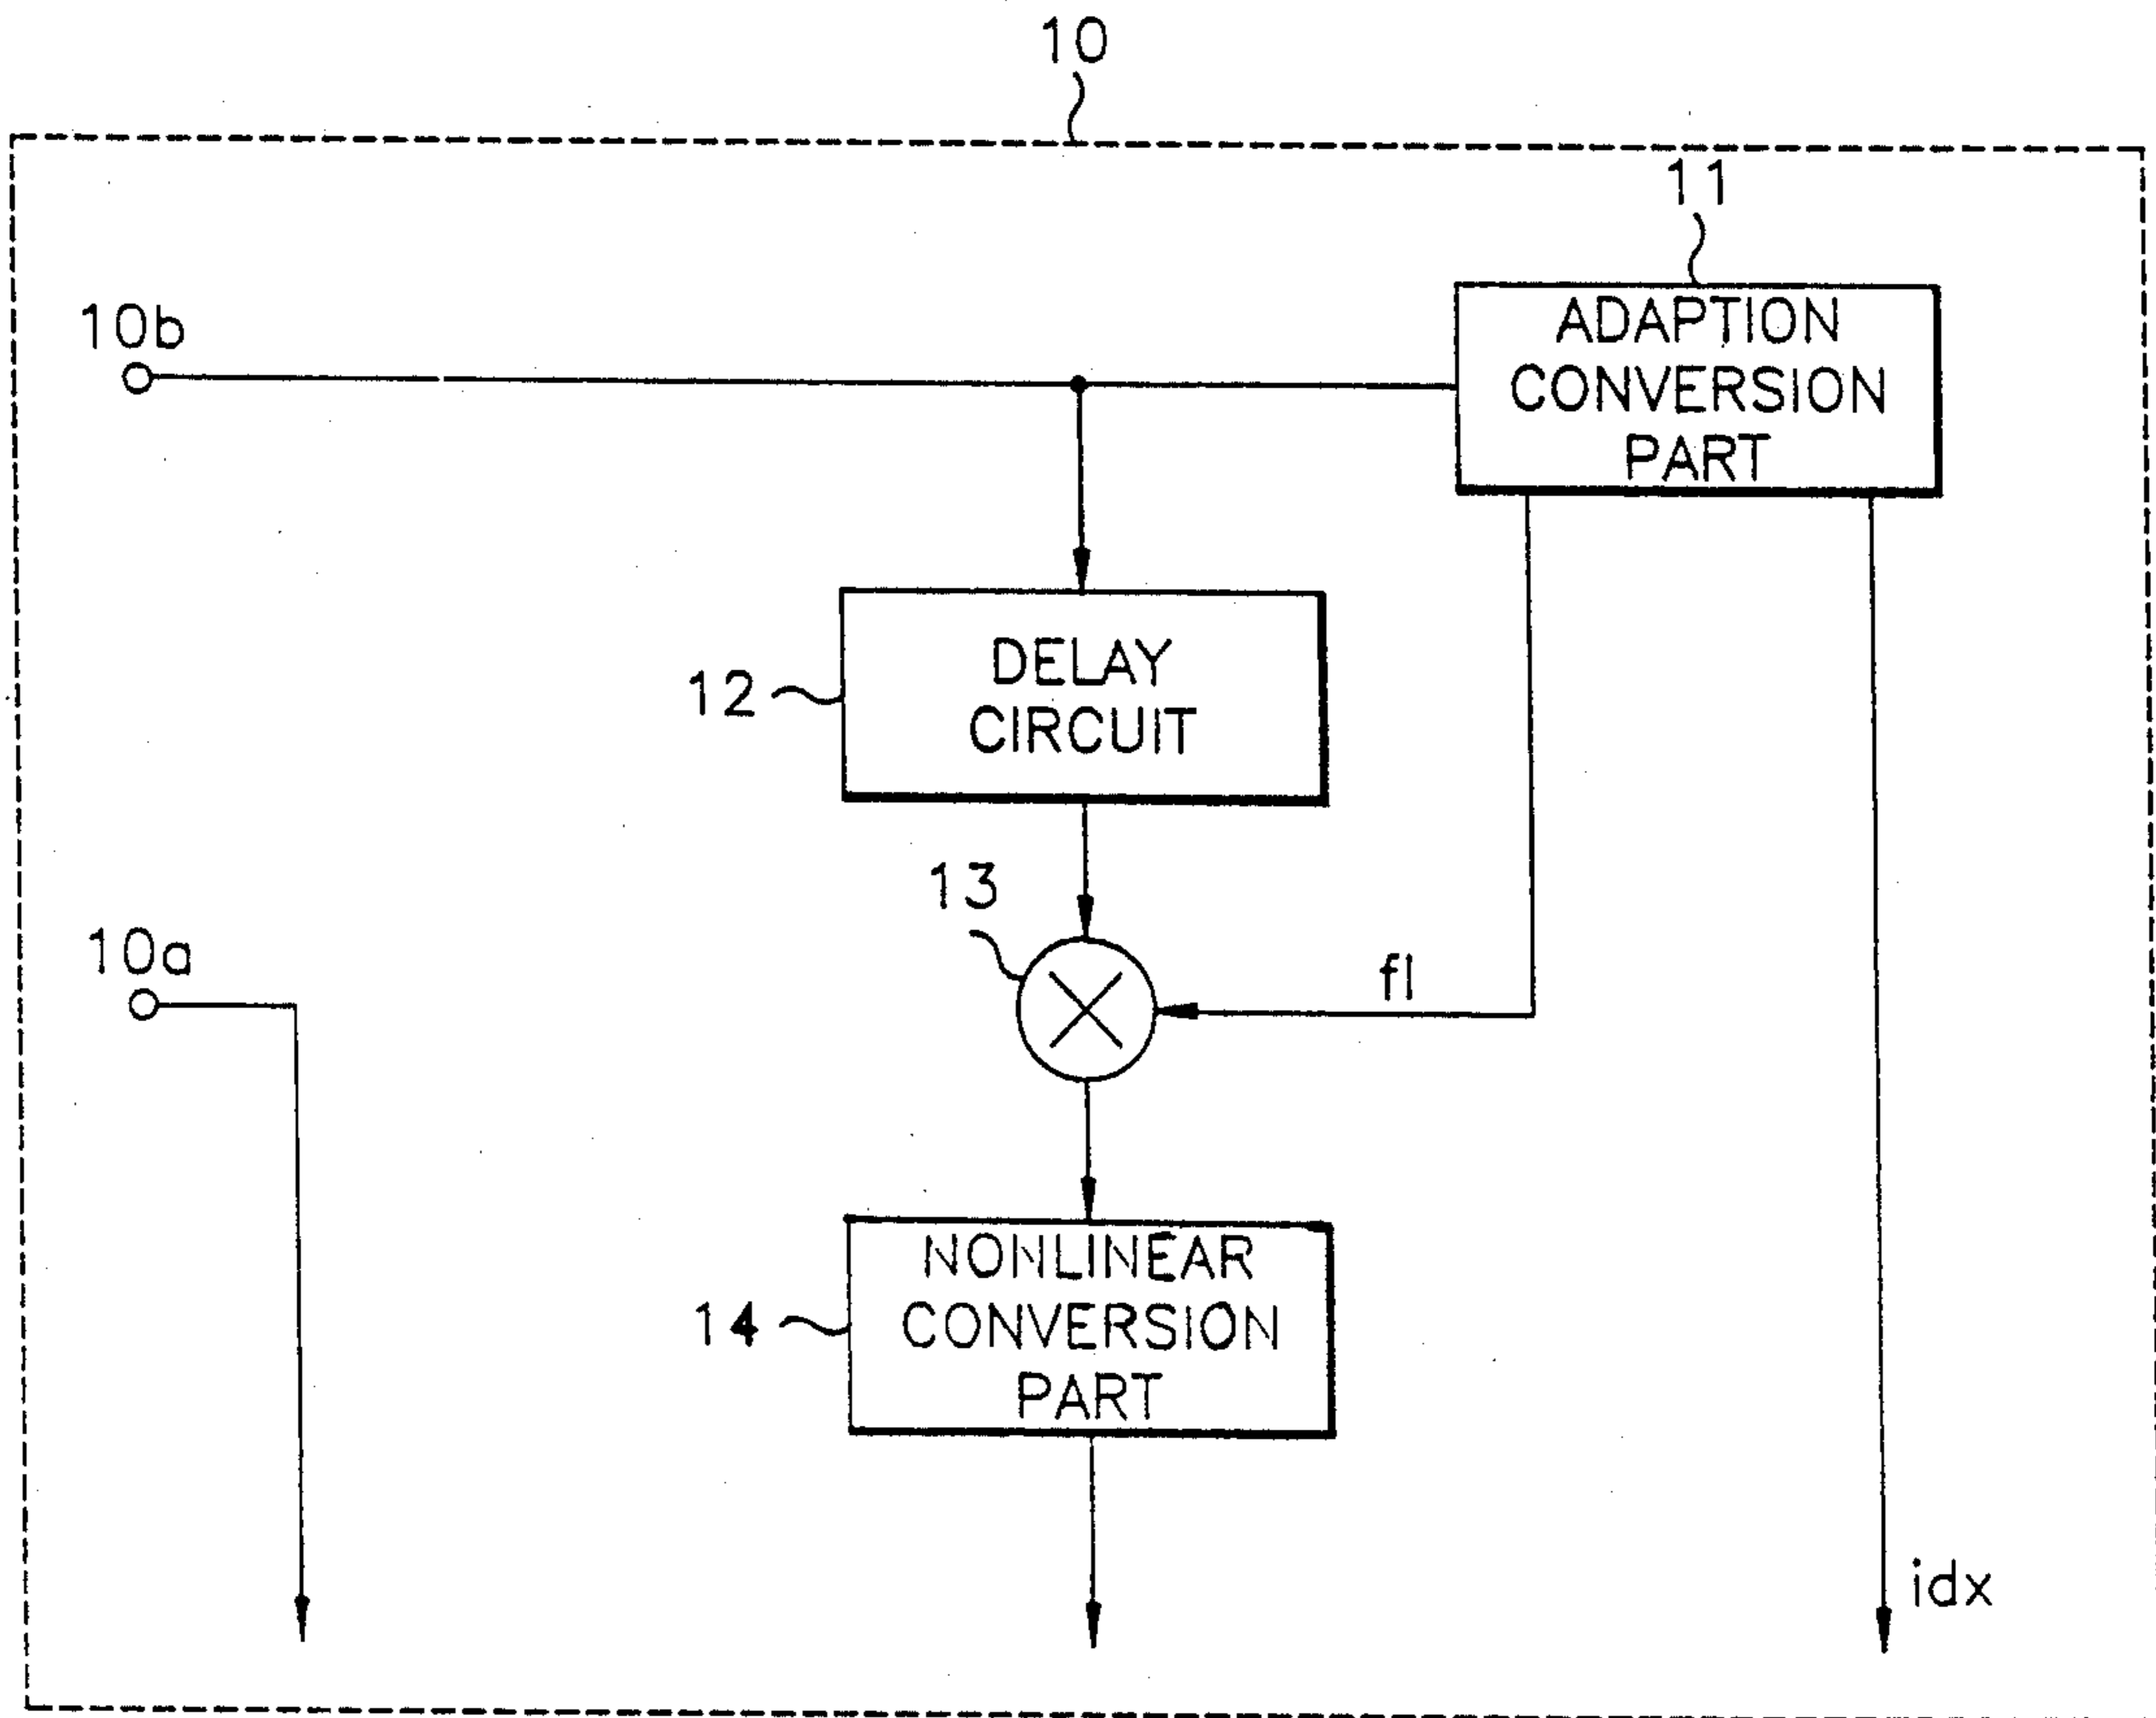 10
11
10b
ADAPTION
CONVERSION
PART
12
DELAY
CIRCUIT
13
10a
fl
14
NONLINEAR
CONVERSION
PART
idx